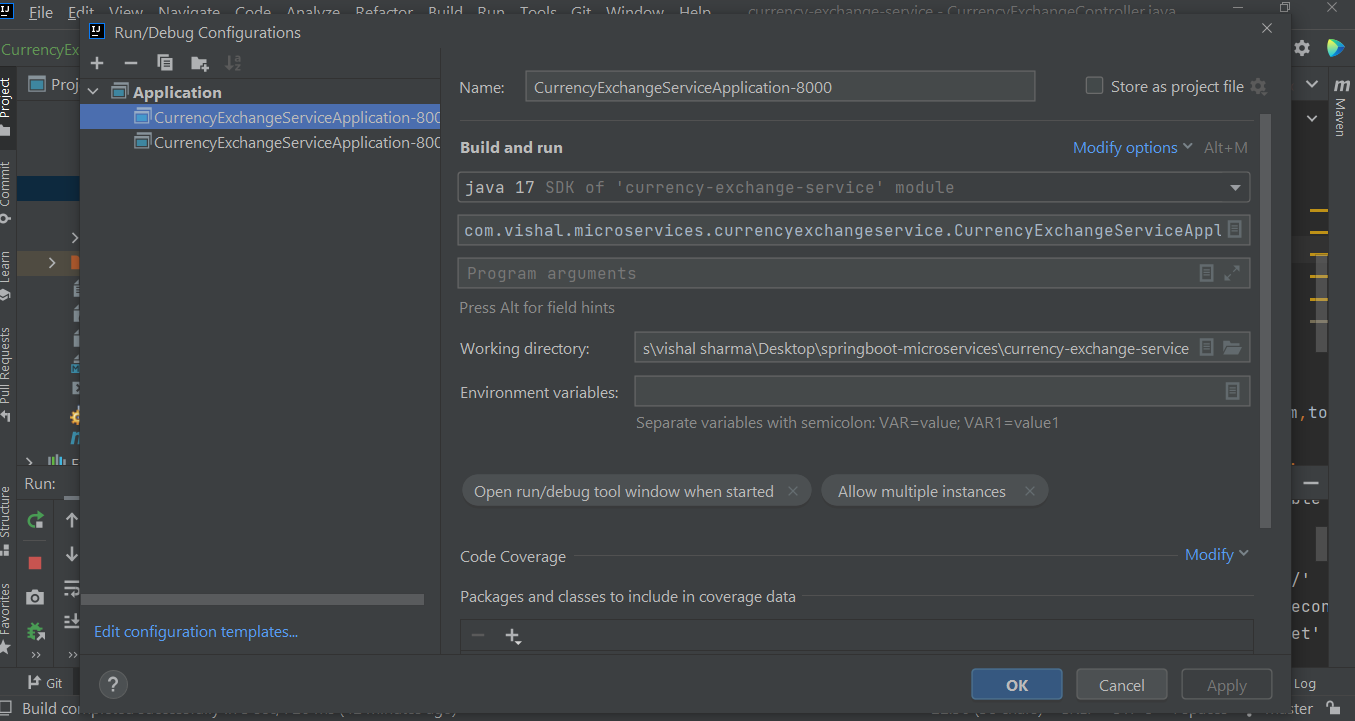 File Edit View Navigate Code Analyze Refactor Build Run Tools Git Window Help currency-exchange-service - CurrencyExchangeController.java
Run/Debug Configurations
CurrencyEx
Proj
Project
Commit
Learn
Pull Requests
Structure
Favorites
Application
CurrencyExchangeServiceApplication-800
CurrencyExchangeServiceApplication-800
Edit configuration templates...
Name: CurrencyExchangeServiceApplication-8000
Store as project file
Build and run
Modify options Alt+M
java 17 SDK of 'currency-exchange-service' module
com.vishal.microservices.currencyexchangeservice.CurrencyExchangeServiceAppl
Program arguments
Press Alt for field hints
Working directory: s\vishal sharma\Desktop\springboot-microservices\currency-exchange-service
Environment variables:
Separate variables with semicolon: VAR=value; VAR1=value1
Open run/debug tool window when started
Allow multiple instances
Code Coverage
Modify
Packages and classes to include in coverage data
? OK Cancel Apply
m
Maven
m,to
/'
econ
et'
Run:
Git
Log